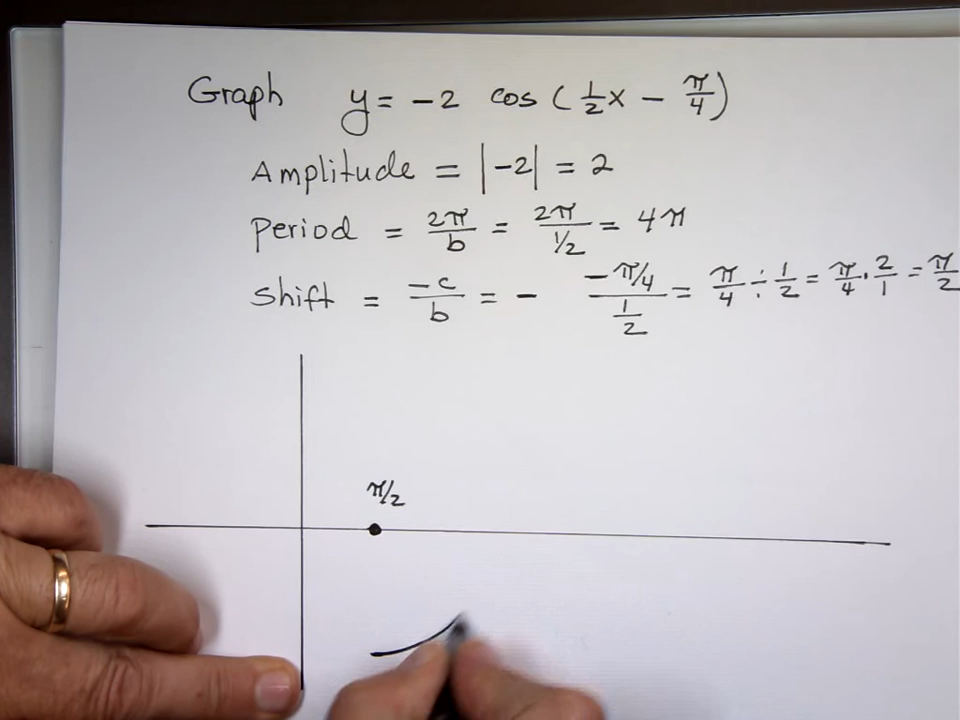 Graph y = -2 cos (1/2 x - π/4)
Amplitude = |-2| = 2
Period = 2π/b = 2π/1/2 = 4π
Shift = -c/b = - -π/4/1/2 = π/4 ÷ 1/2 = π/4 · 2/1 = π/2
π/2